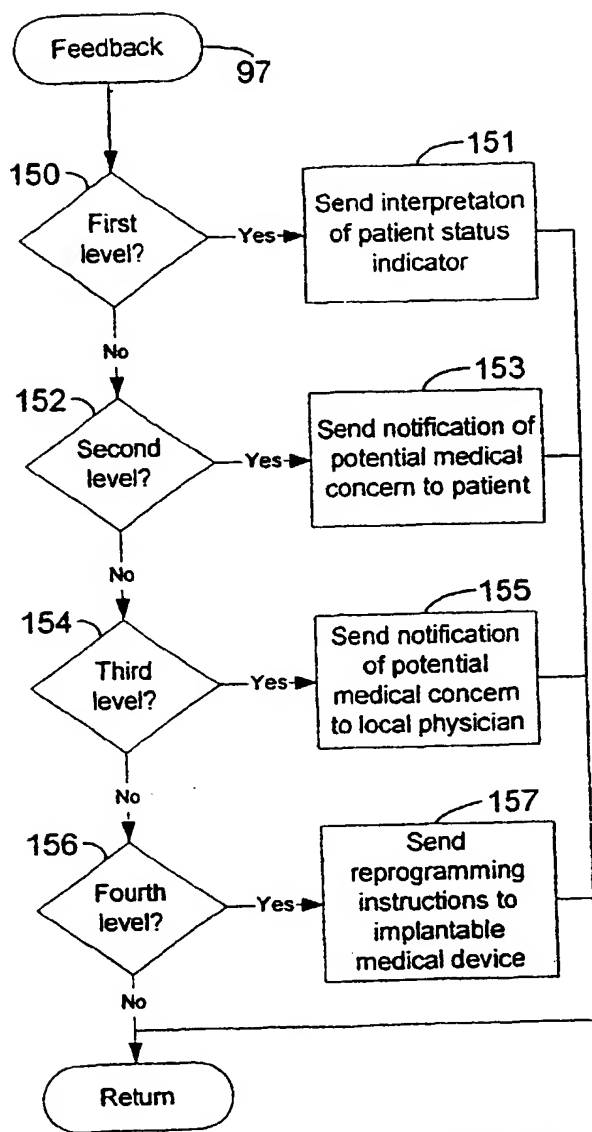 Feedback
97
150
151
First
level?
Yes
Send interpretaton
of patient status
indicator
No
152
153
Second
level?
Yes
Send notification of
potential medical
concern to patient
No
154
155
Third
level?
Yes
Send notification
of potential
medical concern
to local physician
No
156
157
Fourth
level?
Yes
Send
reprogramming
instructions to
implantable
medical device
No
Return